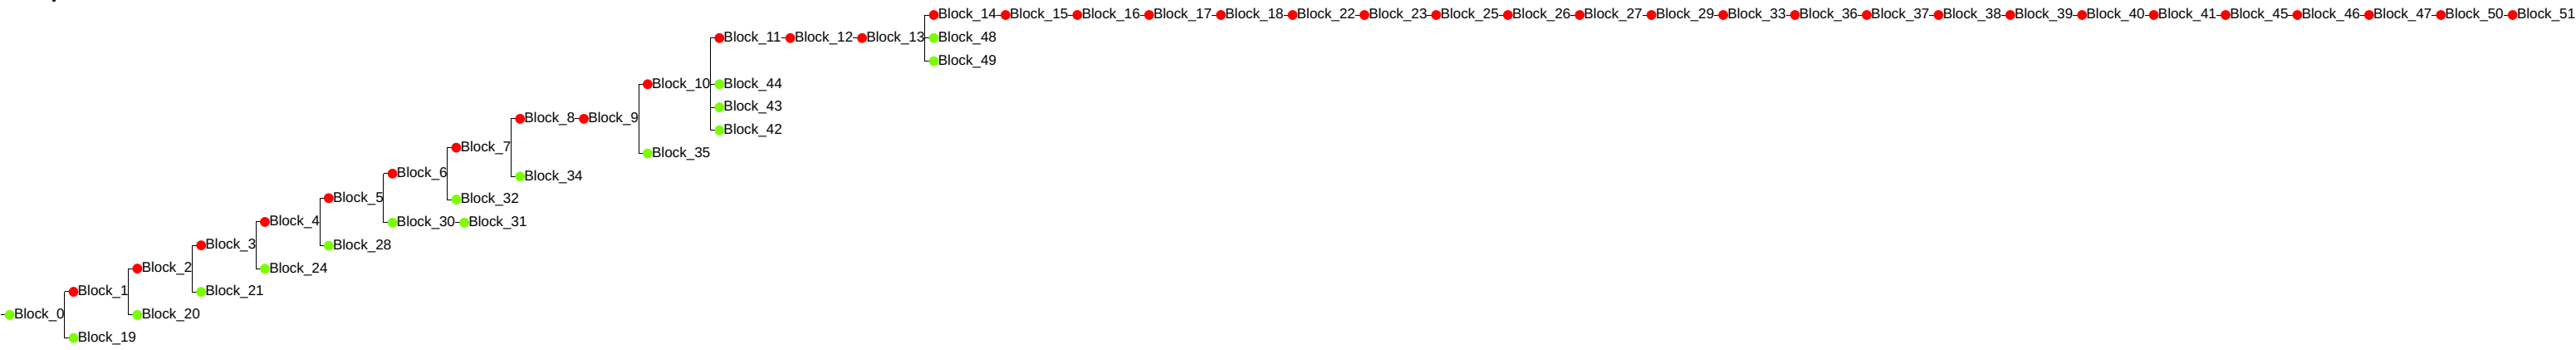 Block_14 Block_15 Block_16 Block_17 Block_18 Block_22 Block_23 Block_25 Block_26 Block_27 Block_29 Block_33 Block_36 Block_37 Block_38 Block_39 Block_40 Block_41 Block_45 Block_46 Block_47 Block_50 Block_51
Block_11 Block_12 Block_13 Block_48
Block_49
Block_10 Block_44
Block_43
Block_8 Block_9
Block_42
Block_7
Block_35
Block_6
Block_34
Block_5 Block_32
Block_4 Block_30 Block_31
Block_3 Block_28
Block_2 Block_24
Block_1 Block_21
Block_0 Block_20
Block_19